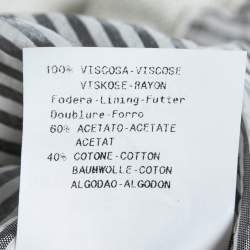 100% VISCOSA-VISCOSE
VISKOSE-RAYON
Fodera-Lining-Futter
Doublure-Forro
60% ACETATO-ACETATE
ACETAT
40% COTONE-COTTON
BAUMWOLLE-COTON
ALGODAO-ALGODON